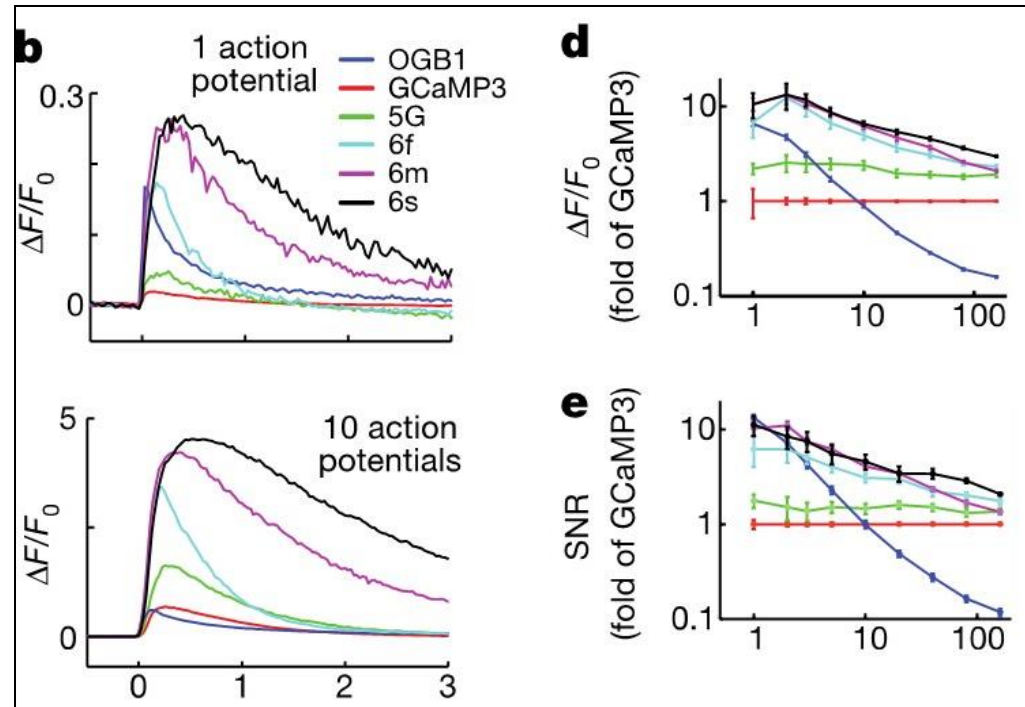 b
1 action
potential
OGB1
GCaMP3
5G
6f
6m
6s
0.3
0
ΔF/F0
5
0
ΔF/F0
10 action
potentials
0 1 2 3
d
10
1
0.1
ΔF/F0
(fold of GCaMP3)
1 10 100
e
10
1
0.1
SNR
(fold of GCaMP3)
1 10 100